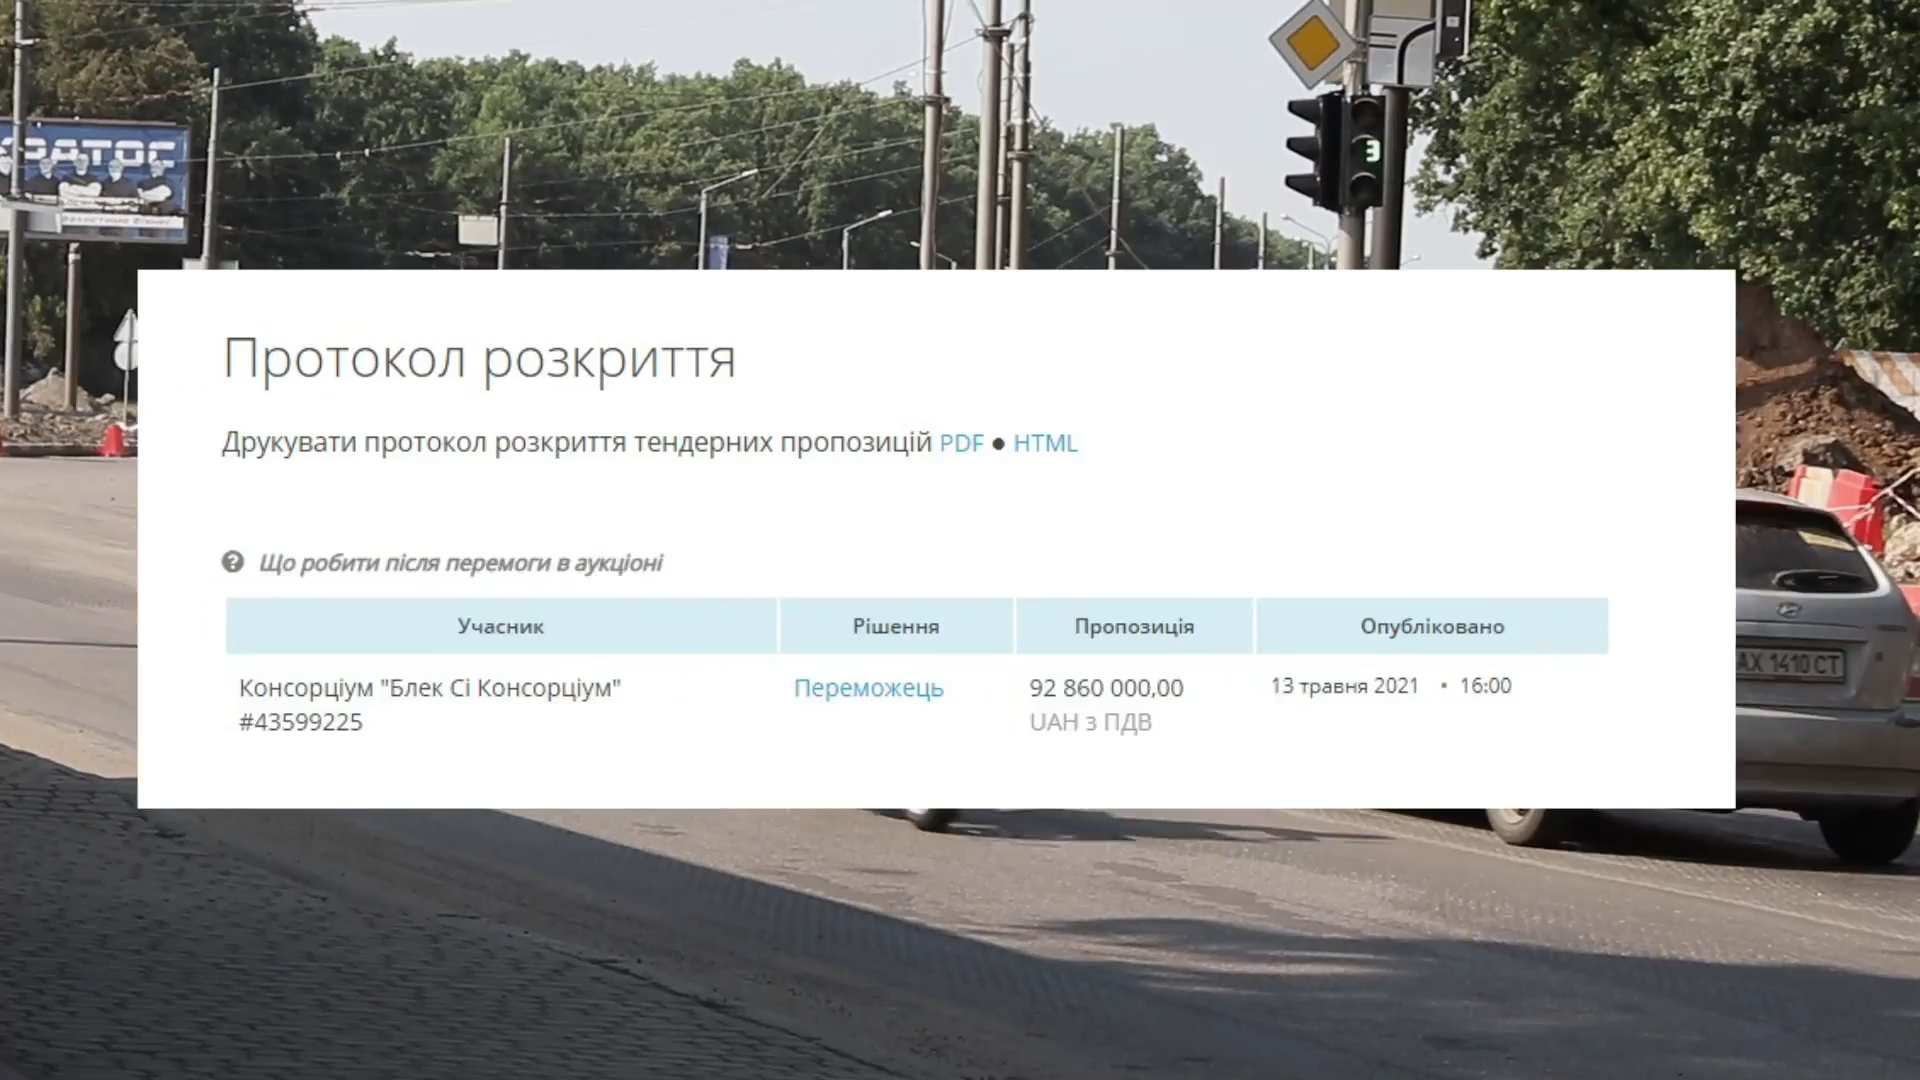 РАТОС
3
Протокол розкриття
Друкувати протокол розкриття тендерних пропозицій PDF ● HTML
Що робити після перемоги в аукціоні
Учасник Рішення Пропозиція Опубліковано
Консорціум "Блек Сі Консорціум" Переможець 92 860 000,00 13 травня 2021 • 16:00
#43599225 UAH з ПДВ
AX 1410 CT